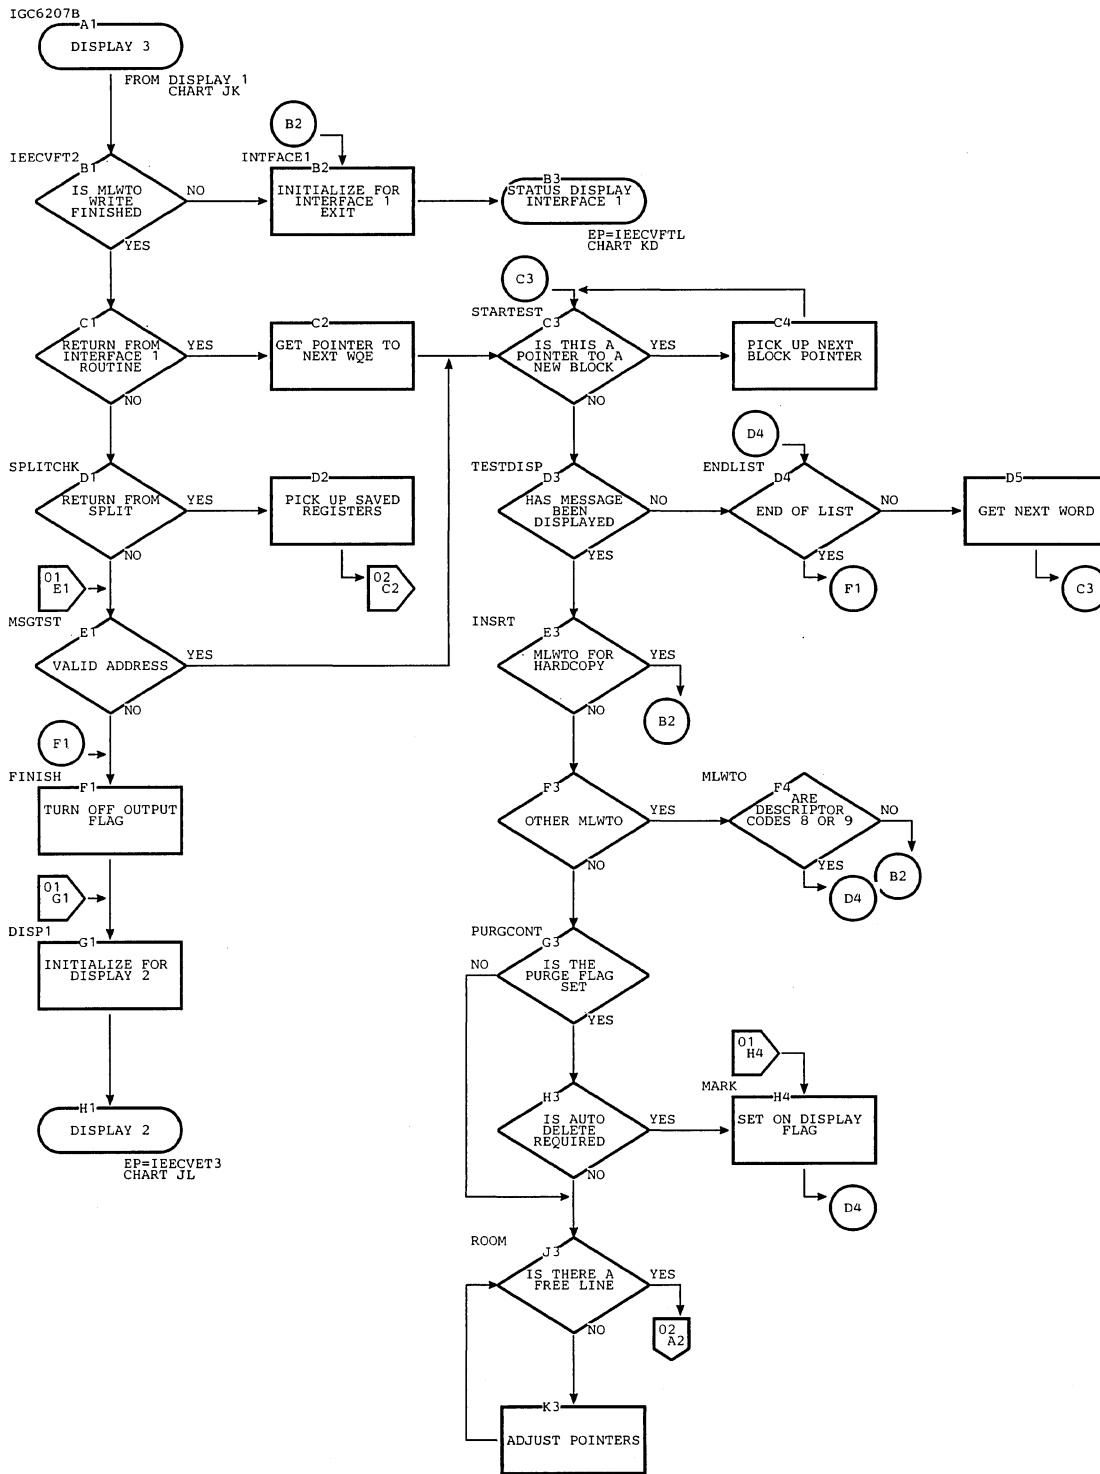 IGC6207B
A1
DISPLAY 3
FROM DISPLAY 1
CHART JK
B2
IEECVFT2
B1
IS MLWTO
WRITE
FINISHED
NO
YES
INTFACE1
B2
INITIALIZE FOR
INTERFACE 1
EXIT
B3
STATUS DISPLAY
INTERFACE 1
EP=IEECVFTL
CHART KD
C3
C1
RETURN FROM
INTERFACE 1
ROUTINE
YES
NO
C2
GET POINTER TO
NEXT WQE
STARTEST
C3
IS THIS A
POINTER TO A
NEW BLOCK
YES
NO
C4
PICK UP NEXT
BLOCK POINTER
D4
SPLITCHK
D1
RETURN FROM
SPLIT
YES
NO
D2
PICK UP SAVED
REGISTERS
02
C2
TESTDISP
D3
HAS MESSAGE
BEEN
DISPLAYED
NO
YES
ENDLIST
D4
END OF LIST
NO
YES
F1
D5
GET NEXT WORD
C3
01
E1
MSGTST
E1
VALID ADDRESS
YES
NO
INSRT
E3
MLWTO FOR
HARDCOPY
YES
NO
B2
F1
FINISH
F1
TURN OFF OUTPUT
FLAG
F3
OTHER MLWTO
YES
NO
MLWTO
F4
ARE
DESCRIPTOR
CODES 8 OR 9
NO
YES
D4
B2
01
G1
DISP1
G1
INITIALIZE FOR
DISPLAY 2
PURGCONT
G3
NO
IS THE
PURGE FLAG
SET
YES
01
H4
H1
DISPLAY 2
EP=IEECVET3
CHART JL
H3
IS AUTO
DELETE
REQUIRED
YES
NO
MARK
H4
SET ON DISPLAY
FLAG
D4
ROOM
J3
IS THERE A
FREE LINE
YES
NO
02
A2
K3
ADJUST POINTERS